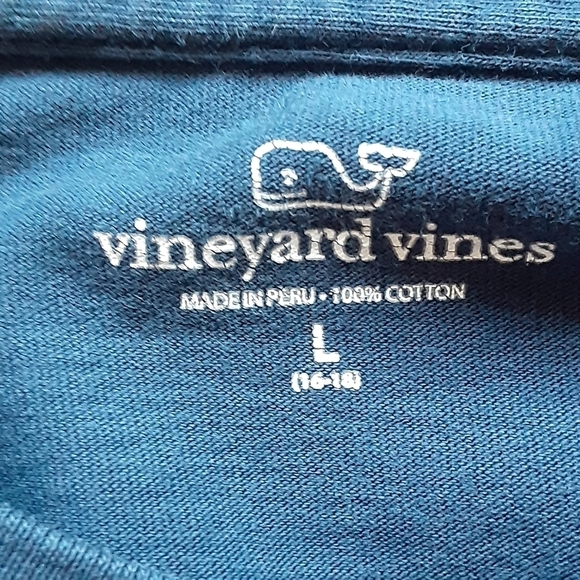 vineyard vines
MADE IN PERU • 100% COTTON
L
(16-18)